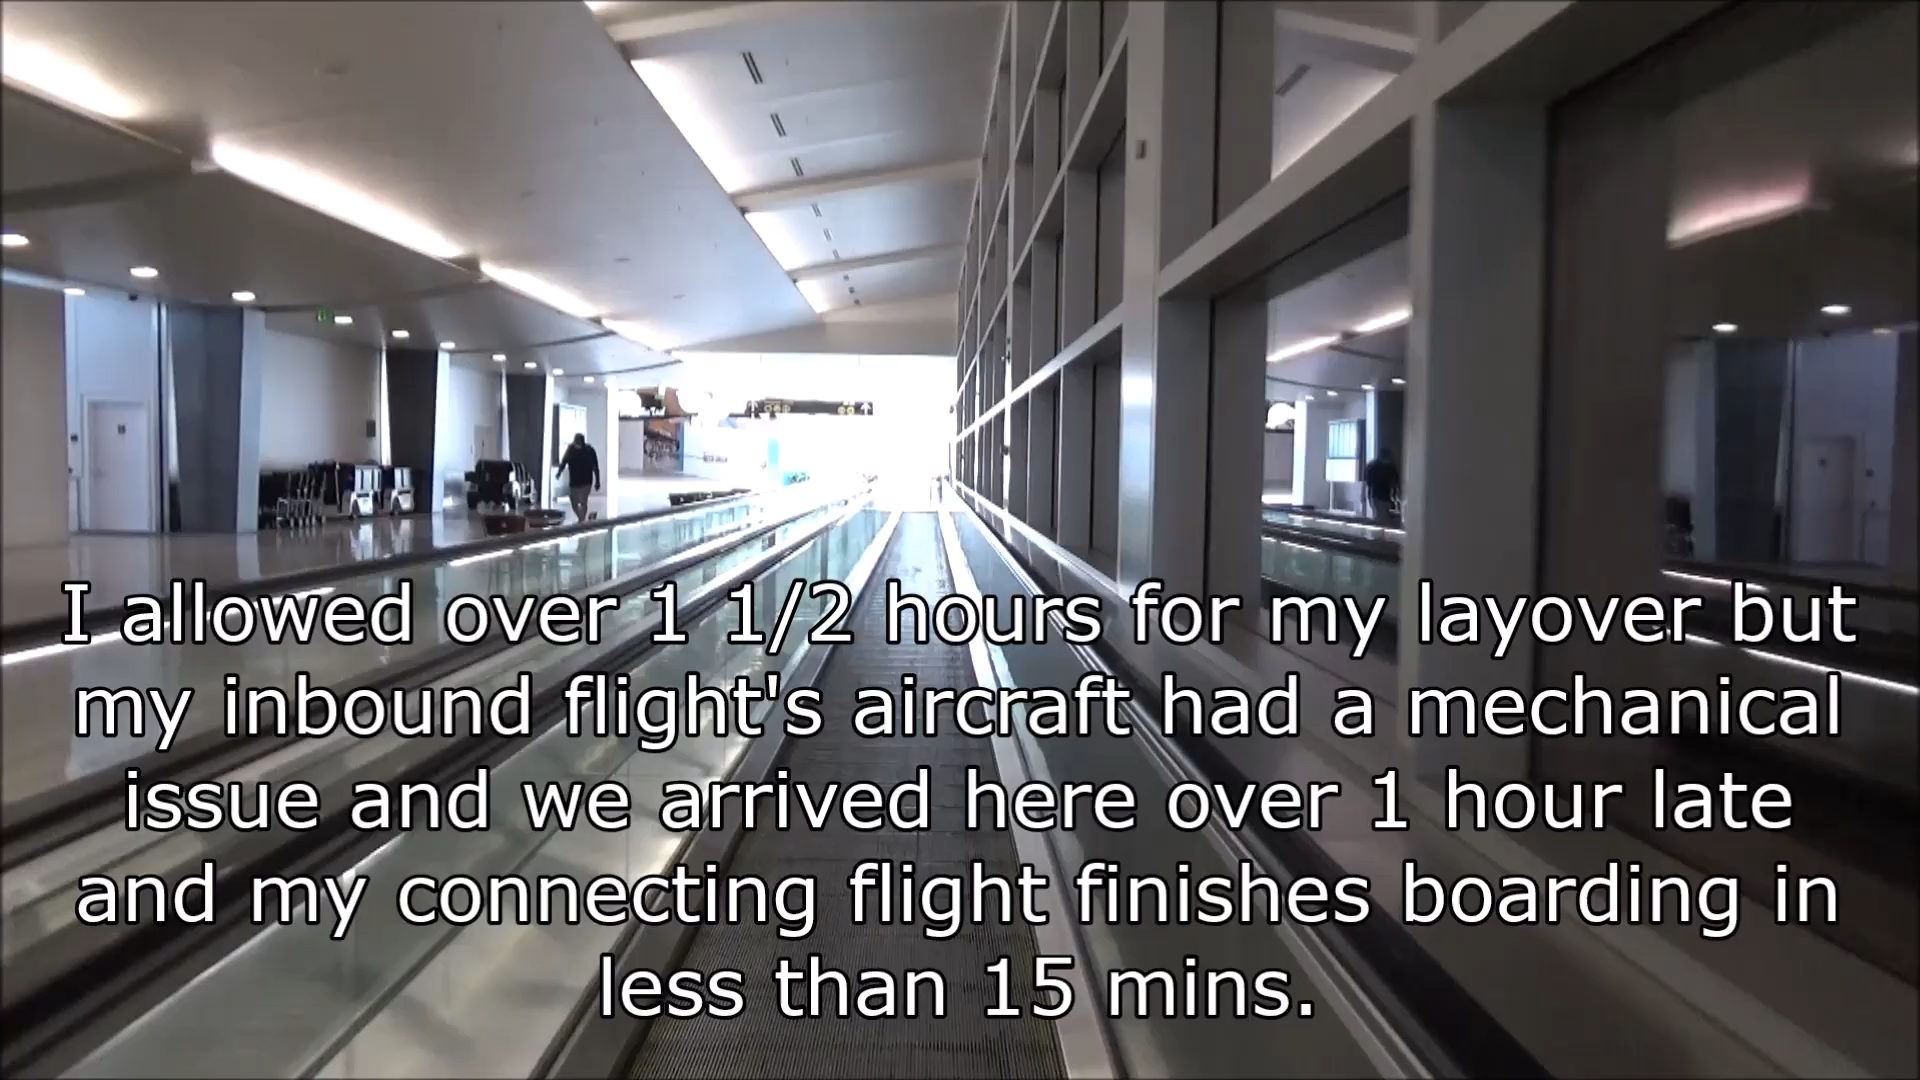 I allowed over 1 1/2 hours for my layover but
my inbound flight's aircraft had a mechanical
issue and we arrived here over 1 hour late
and my connecting flight finishes boarding in
less than 15 mins.